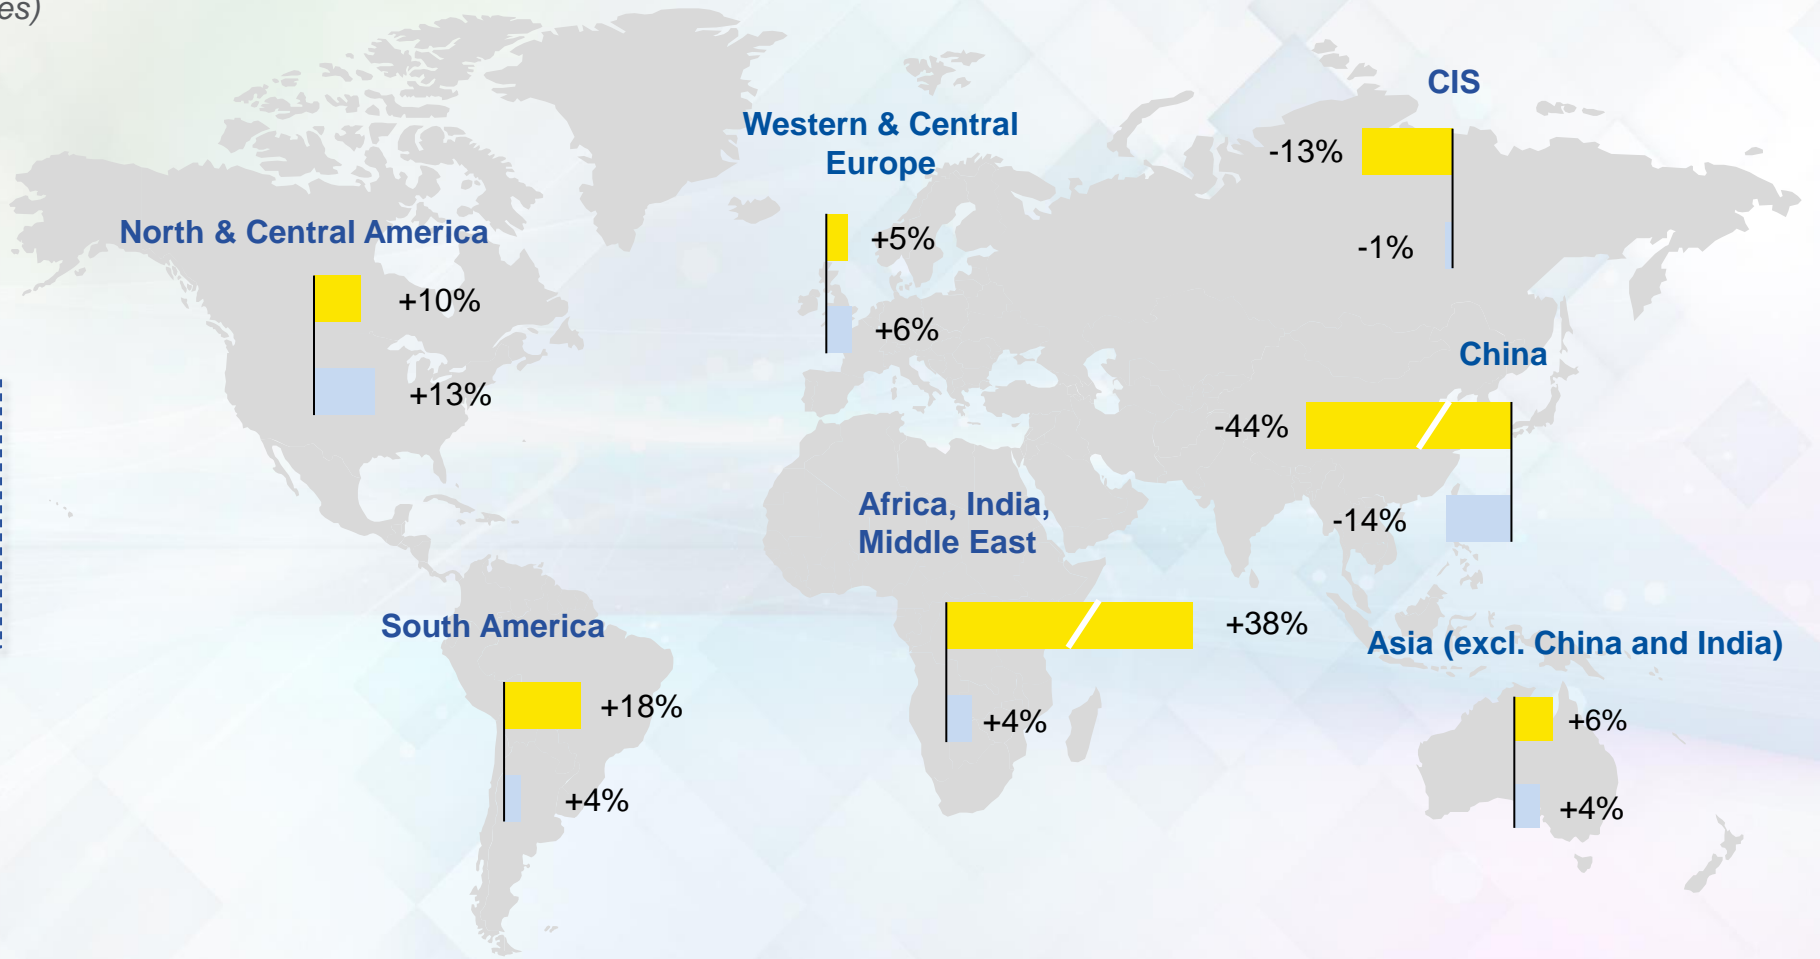 CIS
-13%
-1%
Western & Central
Europe
+5%
+6%
North & Central America
+10%
+13%
China
-44%
-14%
Africa, India,
Middle East
+38%
+4%
South America
+18%
+4%
Asia (excl. China and India)
+6%
+4%